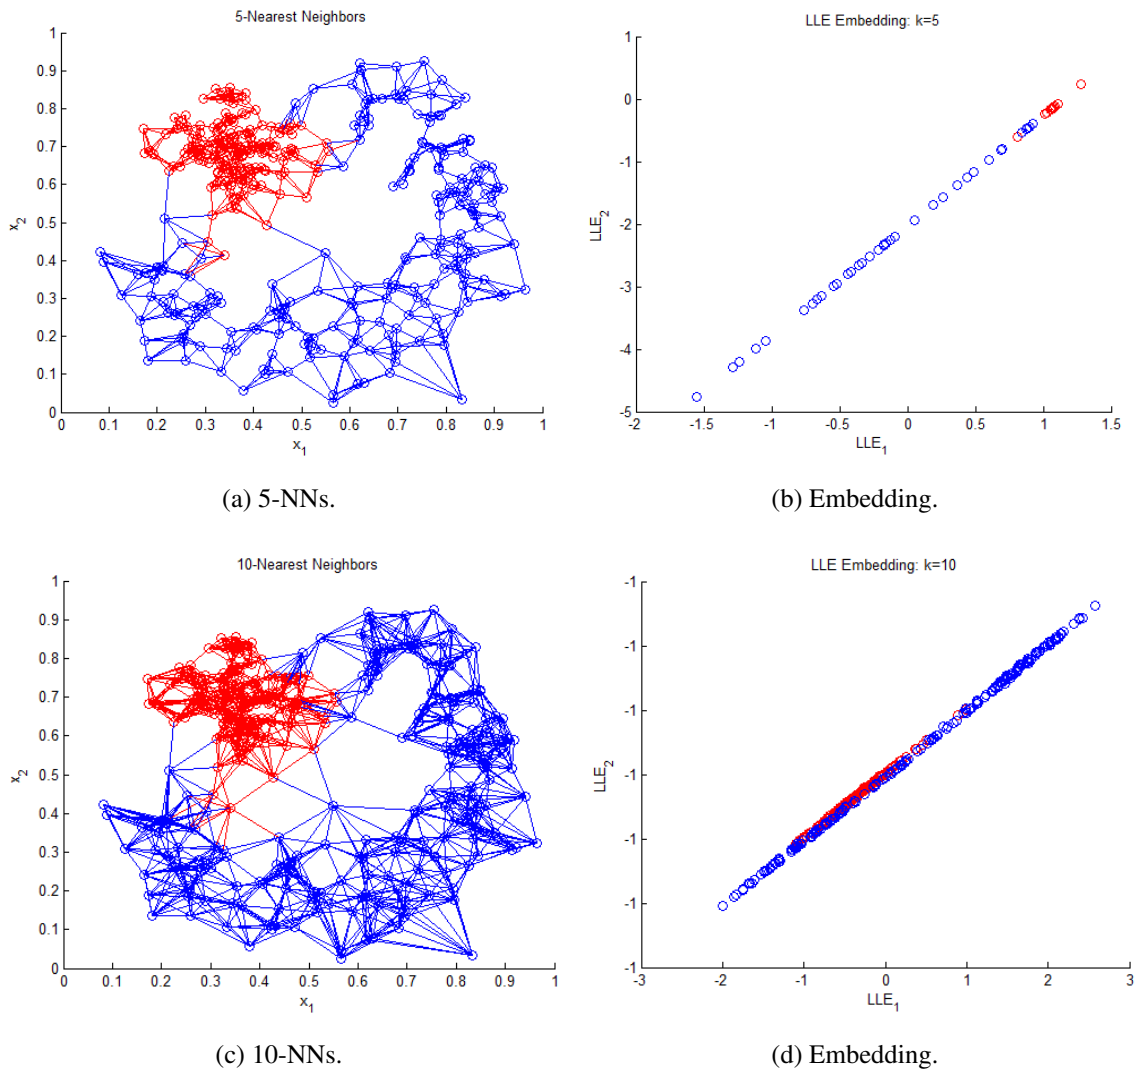 5-Nearest Neighbors
1
0.9
0.8
0.7
0.6
0.5
0.4
0.3
0.2
0.1
0
x2
0 0.1 0.2 0.3 0.4 0.5 0.6 0.7 0.8 0.9 1
x1
(a) 5-NNs.
LLE Embedding: k=5
1
0
-1
-2
-3
-4
-5
LLE2
-2 -1.5 -1 -0.5 0 0.5 1 1.5
LLE1
(b) Embedding.
10-Nearest Neighbors
1
0.9
0.8
0.7
0.6
0.5
0.4
0.3
0.2
0.1
0
x2
0 0.1 0.2 0.3 0.4 0.5 0.6 0.7 0.8 0.9 1
x1
(c) 10-NNs.
LLE Embedding: k=10
-1
-1
-1
-1
-1
-1
-1
LLE2
-3 -2 -1 0 1 2 3
LLE1
(d) Embedding.